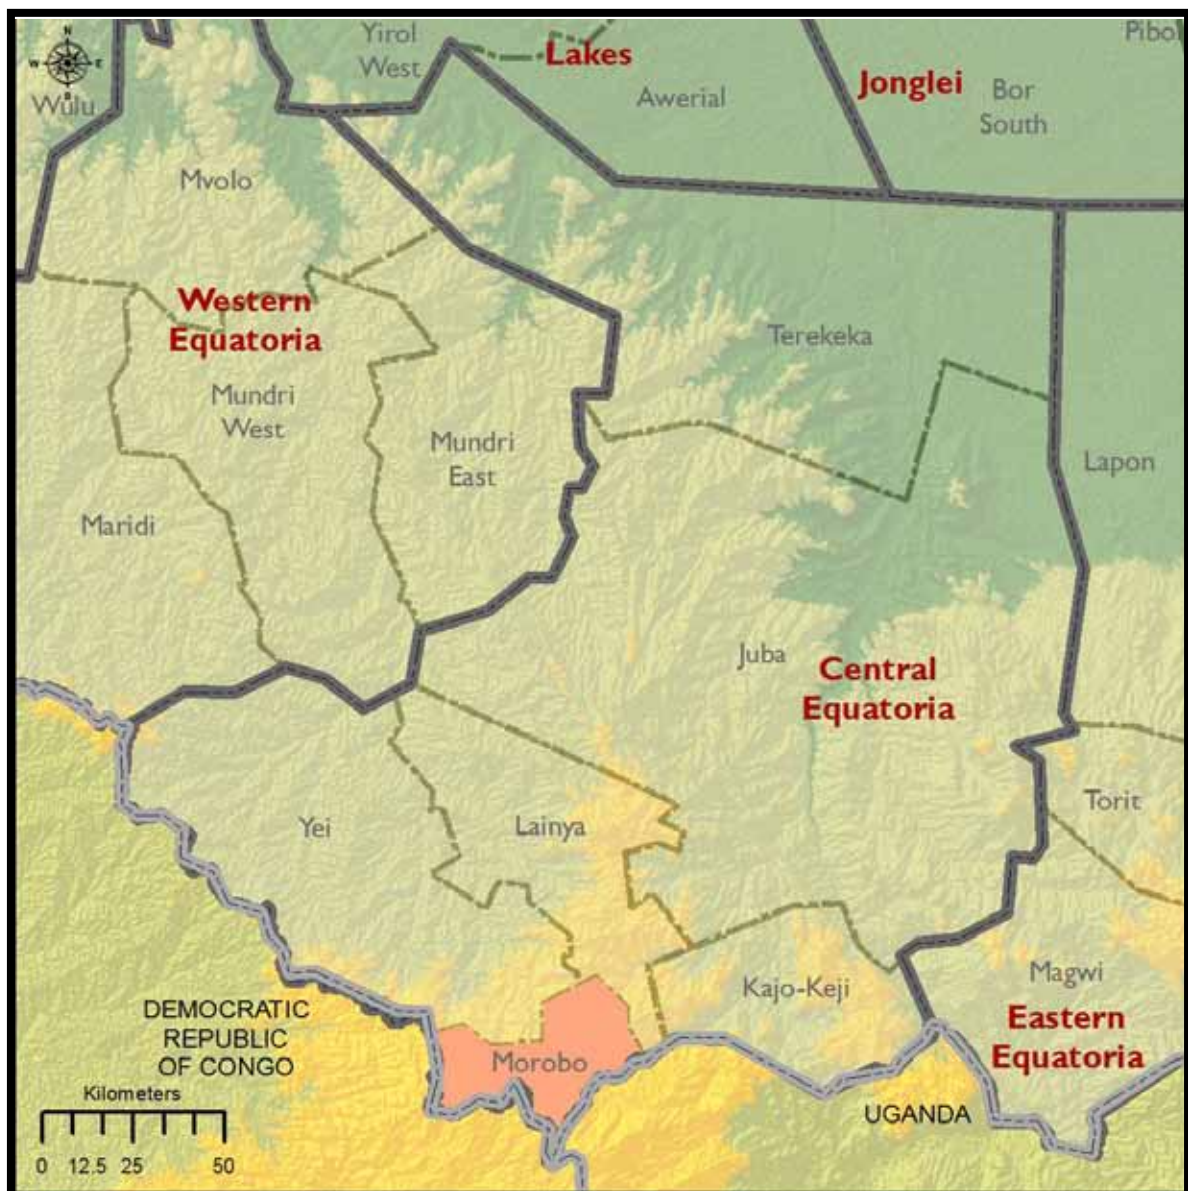 Yirol
West
Lakes
Pibo
N
W E
S
Wulu
Awerial
Jonglei
Bor
South
Mvolo
Western
Equatoria
Terekeka
Mundri
West
Mundri
East
Lapon
Maridi
Juba
Central
Equatoria
Yei
Lainya
Torit
Kajo-Keji
Magwi
DEMOCRATIC
REPUBLIC
OF CONGO
Eastern
Equatoria
Morobo
Kilometers
UGANDA
0 12.5 25 50